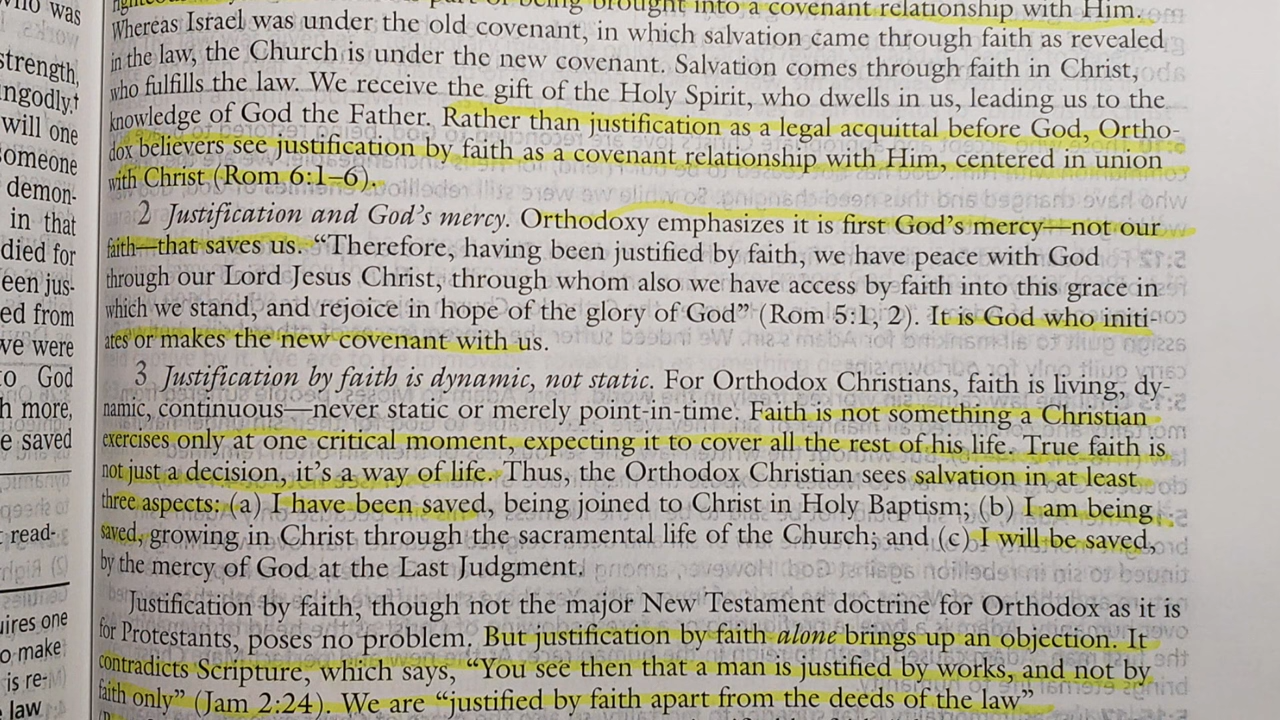 who was
strength,
ungodly.†
will one
someone
demon-
in that
died for
een jus-
ed from
we were
to God
h more,
e saved
read-
uires one
o make
is re-
law
part of being brought into a covenant relationship with Him.
Whereas Israel was under the old covenant, in which salvation came through faith as revealed
in the law, the Church is under the new covenant. Salvation comes through faith in Christ,
who fulfills the law. We receive the gift of the Holy Spirit, who dwells in us, leading us to the
knowledge of God the Father. Rather than justification as a legal acquittal before God, Ortho-
dox believers see justification by faith as a covenant relationship with Him, centered in union
with Christ (Rom 6:1–6).
2 Justification and God's mercy. Orthodoxy emphasizes it is first God's mercy—not our
faith—that saves us. “Therefore, having been justified by faith, we have peace with God
through our Lord Jesus Christ, through whom also we have access by faith into this grace in
which we stand, and rejoice in hope of the glory of God” (Rom 5:1, 2). It is God who initi-
ates or makes the new covenant with us.
3 Justification by faith is dynamic, not static. For Orthodox Christians, faith is living, dy-
namic, continuous—never static or merely point-in-time. Faith is not something a Christian
exercises only at one critical moment, expecting it to cover all the rest of his life. True faith is
not just a decision, it's a way of life. Thus, the Orthodox Christian sees salvation in at least
three aspects: (a) I have been saved, being joined to Christ in Holy Baptism; (b) I am being
saved, growing in Christ through the sacramental life of the Church; and (c) I will be saved,
by the mercy of God at the Last Judgment.
Justification by faith, though not the major New Testament doctrine for Orthodox as it is
for Protestants, poses no problem. But justification by faith alone brings up an objection. It
contradicts Scripture, which says, “You see then that a man is justified by works, and not by
faith only” (Jam 2:24). We are “justified by faith apart from the deeds of the law”